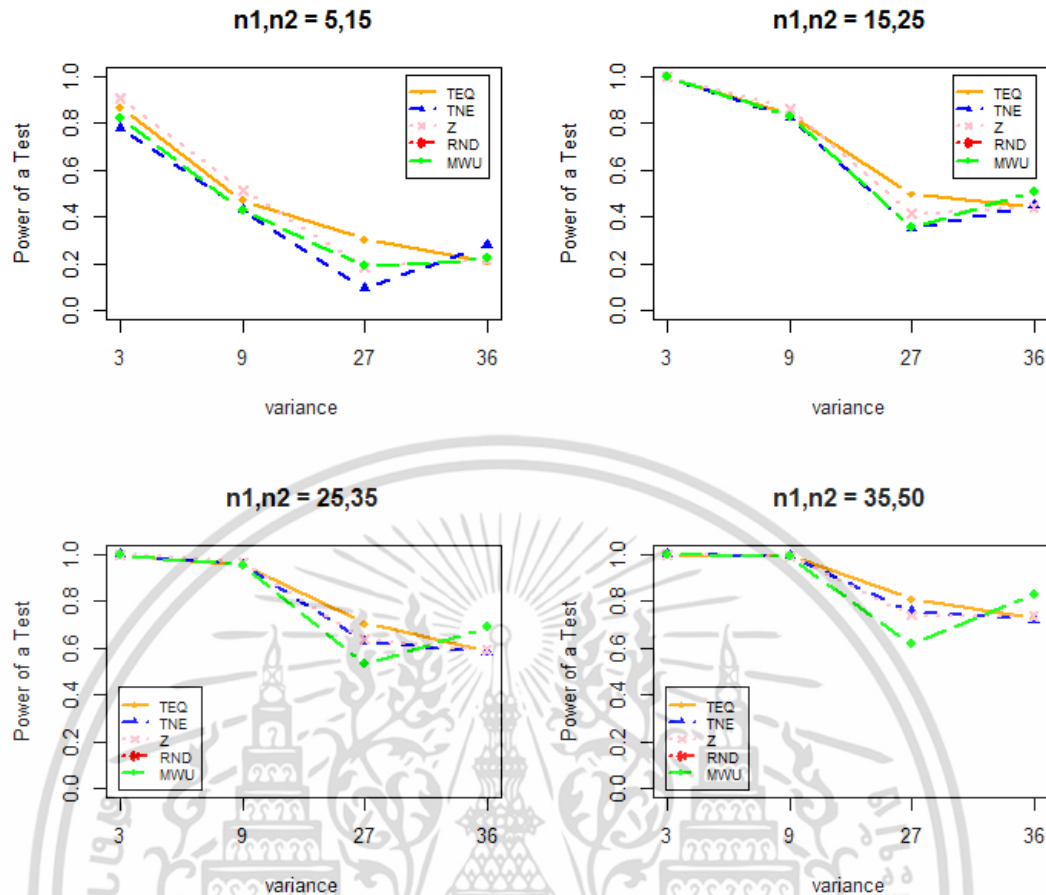 n1,n2 = 5,15
Power of a Test
1.0
0.8
0.6
0.4
0.2
0.0
TEQ
TNE
Z
RND
MWU
3 9 27 36
variance
n1,n2 = 15,25
Power of a Test
1.0
0.8
0.6
0.4
0.2
0.0
TEQ
TNE
Z
RND
MWU
3 9 27 36
variance
n1,n2 = 25,35
Power of a Test
1.0
0.8
0.6
0.4
0.2
0.0
TEQ
TNE
Z
RND
MWU
3 9 27 36
variance
n1,n2 = 35,50
Power of a Test
1.0
0.8
0.6
0.4
0.2
0.0
TEQ
TNE
Z
RND
MWU
3 9 27 36
variance